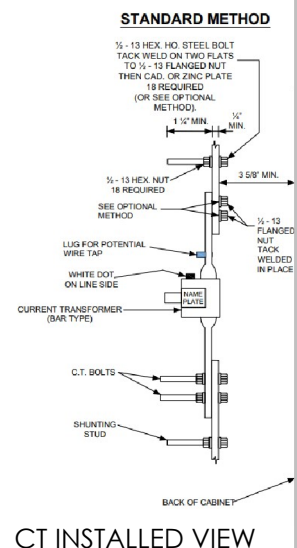 STANDARD METHOD
½ - 13 HEX. HO. STEEL BOLT
TACK WELD ON TWO FLATS
TO ½ - 13 FLANGED NUT
THEN CAD. OR ZINC PLATE
18 REQUIRED
(OR SEE OPTIONAL
METHOD).
1 ¼" MIN.
¼"
MIN.
½ - 13 HEX. NUT
18 REQUIRED
3 5/8" MIN.
SEE OPTIONAL
METHOD
½ - 13
FLANGED
NUT
TACK
WELDED
IN PLACE
LUG FOR POTENTIAL
WIRE TAP
WHITE DOT
ON LINE SIDE
NAME
PLATE
CURRENT TRANSFORMER
(BAR TYPE)
C.T. BOLTS
SHUNTING
STUD
BACK OF CABINET
CT INSTALLED VIEW